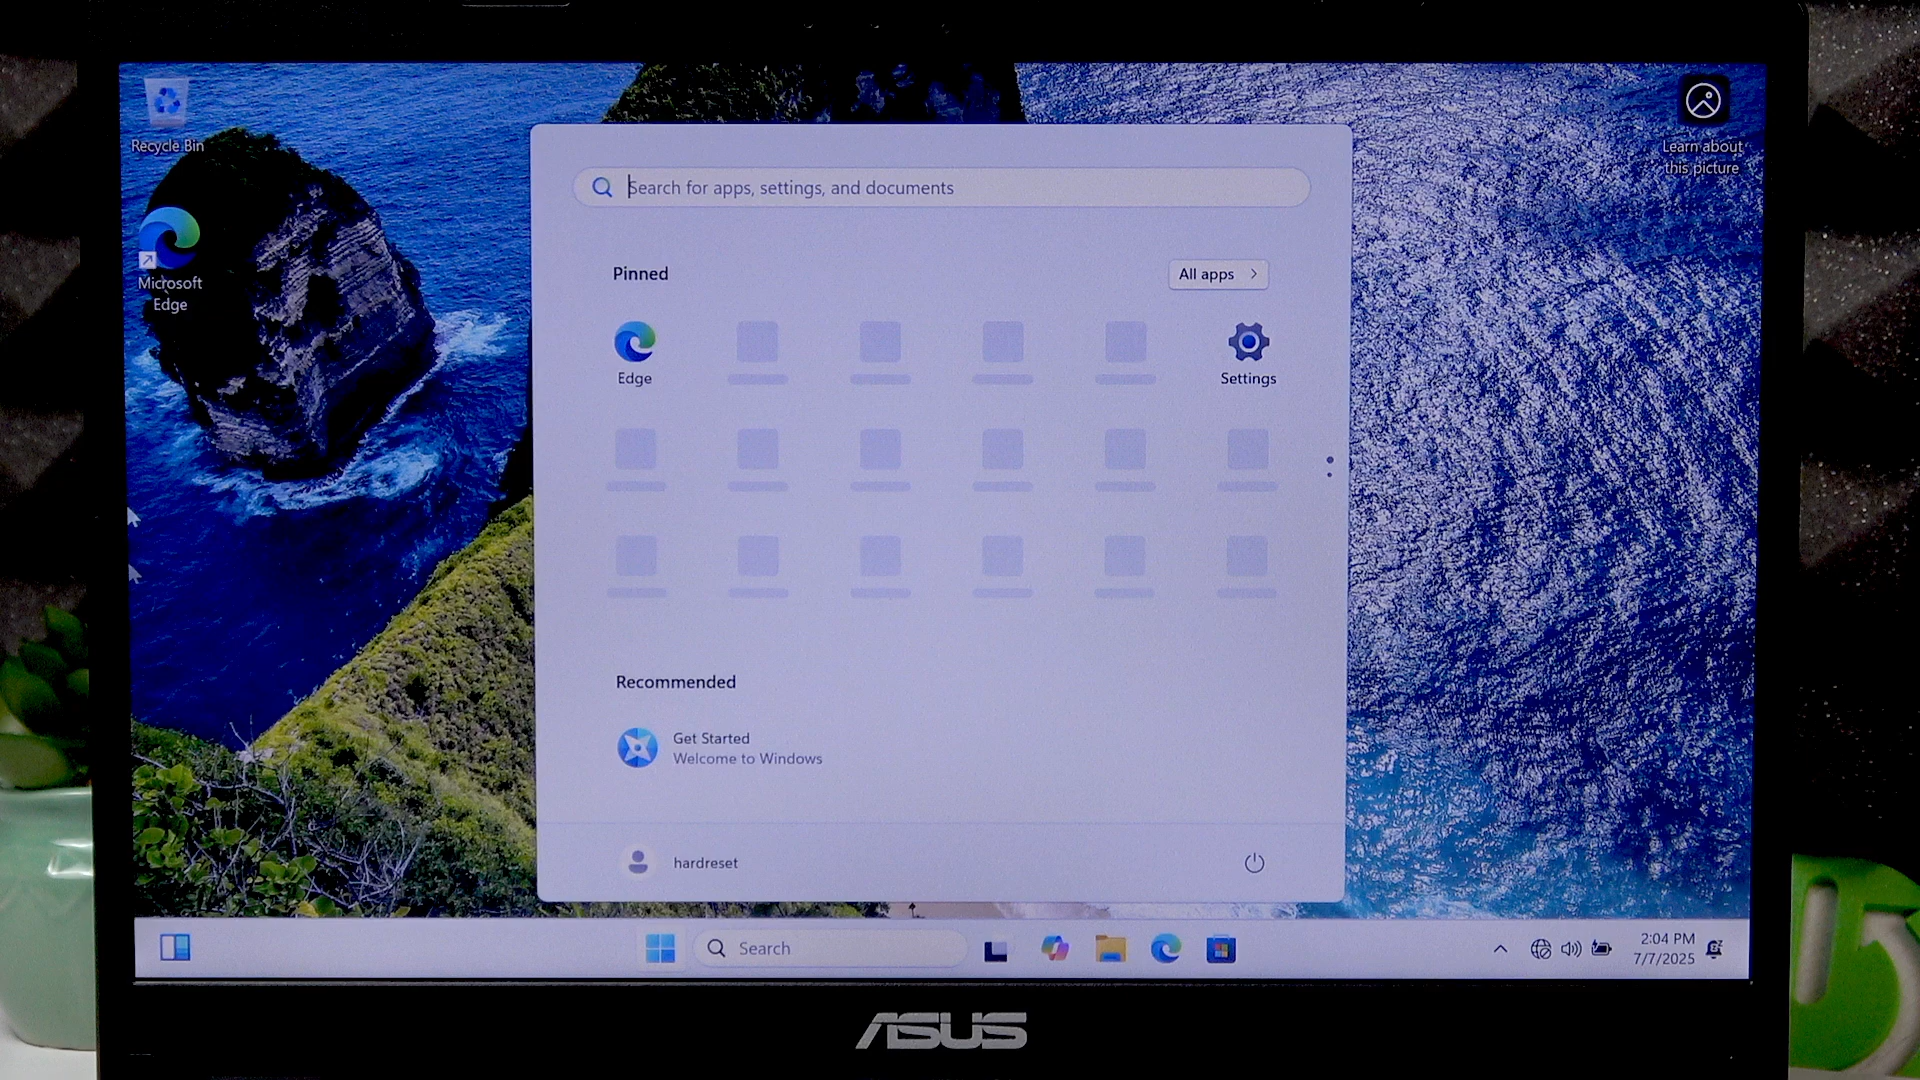 Recycle Bin
Microsoft
Edge
Learn about
this picture
Search for apps, settings, and documents
Pinned
All apps
Edge
Settings
Recommended
Get Started
Welcome to Windows
hardreset
Search
2:04 PM
7/7/2025
ASUS